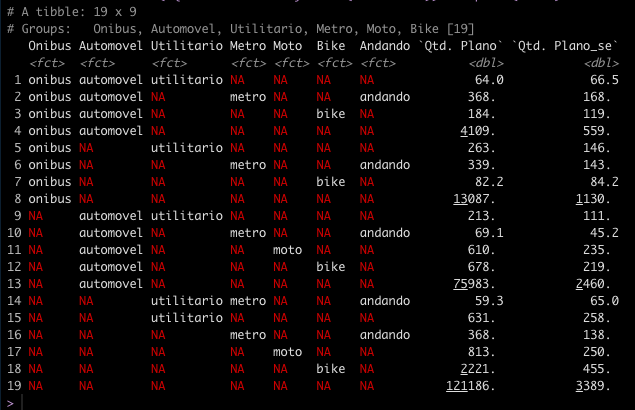 # A tibble: 19 x 9
# Groups:   Onibus, Automovel, Utilitario, Metro, Moto, Bike [19]
   Onibus Automovel Utilitario Metro Moto  Bike  Andando `Qtd. Plano` `Qtd. Plano_se`
   <fct>  <fct>     <fct>      <fct> <fct> <fct> <fct>          <dbl>           <dbl>
 1 onibus automovel utilitario NA    NA    NA    NA              64.0            66.5
 2 onibus automovel NA         metro NA    NA    andando        368.            168.
 3 onibus automovel NA         NA    NA    bike  NA             184.            119.
 4 onibus automovel NA         NA    NA    NA    NA            4109.            559.
 5 onibus NA        utilitario NA    NA    NA    NA             263.            146.
 6 onibus NA        NA         metro NA    NA    andando        339.            143.
 7 onibus NA        NA         NA    NA    bike  NA              82.2            84.2
 8 onibus NA        NA         NA    NA    NA    NA           13087.           1130.
 9 NA     automovel utilitario NA    NA    NA    NA             213.            111.
10 NA     automovel NA         metro NA    NA    andando         69.1            45.2
11 NA     automovel NA         NA    moto  NA    NA             610.            235.
12 NA     automovel NA         NA    NA    bike  NA             678.            219.
13 NA     automovel NA         NA    NA    NA    NA           75983.           2460.
14 NA     NA        utilitario metro NA    NA    andando         59.3            65.0
15 NA     NA        utilitario NA    NA    NA    NA             631.            258.
16 NA     NA        NA         metro NA    NA    andando        368.            138.
17 NA     NA        NA         NA    moto  NA    NA             813.            250.
18 NA     NA        NA         NA    NA    bike  NA            2221.            455.
19 NA     NA        NA         NA    NA    NA    NA          121186.           3389.
>